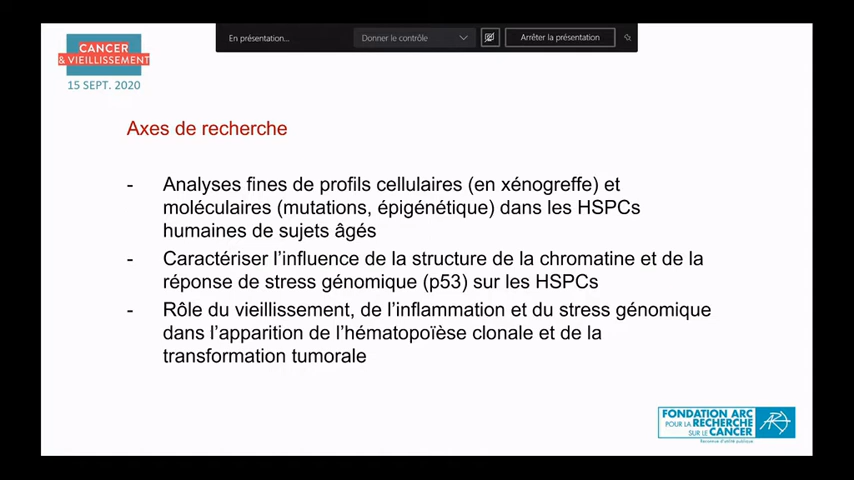 En présentation...
Donner le contrôle
Arrêter la présentation
CANCER
& VIEILLISSEMENT
15 SEPT. 2020
Axes de recherche
- Analyses fines de profils cellulaires (en xénogreffe) et
moléculaires (mutations, épigénétique) dans les HSPCs
humaines de sujets âgés
- Caractériser l'influence de la structure de la chromatine et de la
réponse de stress génomique (p53) sur les HSPCs
- Rôle du vieillissement, de l'inflammation et du stress génomique
dans l'apparition de l'hématopoïèse clonale et de la
transformation tumorale
FONDATION ARC
POUR LA RECHERCHE
SUR LE CANCER
Reconnue d'utilité publique